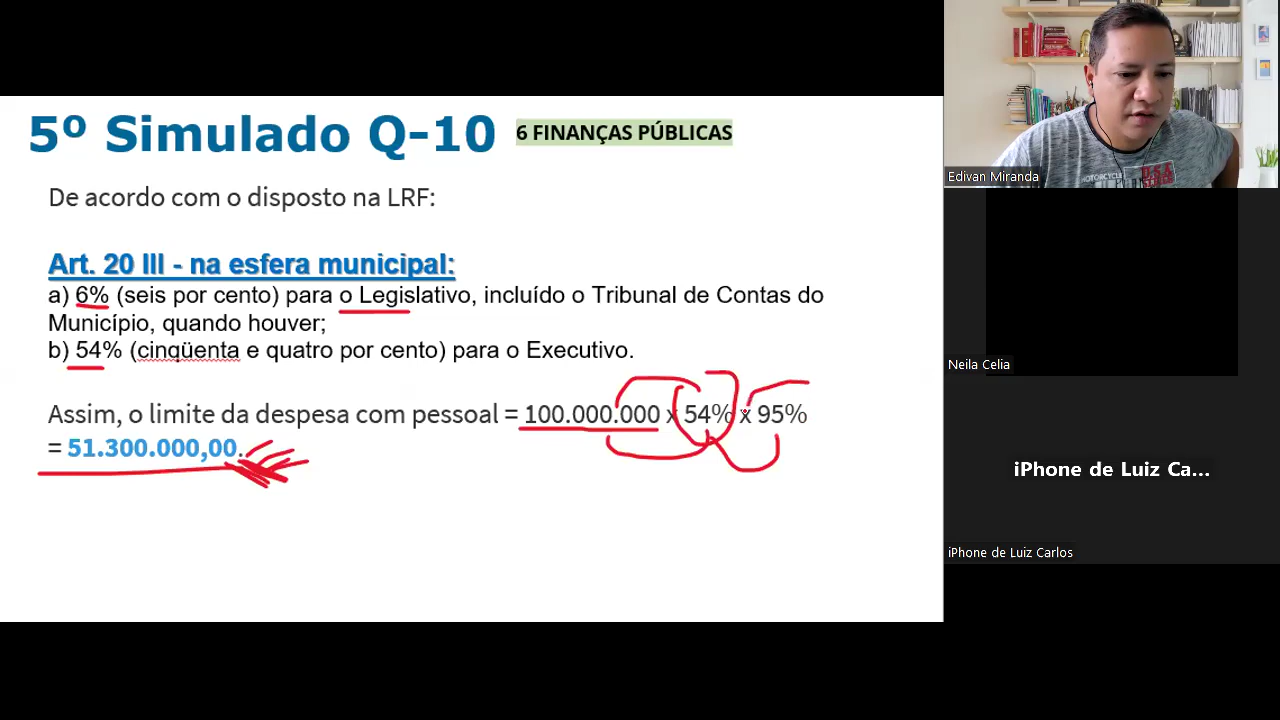 5º Simulado Q-10
6 FINANÇAS PÚBLICAS
De acordo com o disposto na LRF:
Art. 20 III - na esfera municipal:
a) 6% (seis por cento) para o Legislativo, incluído o Tribunal de Contas do
Município, quando houver;
b) 54% (cinqüenta e quatro por cento) para o Executivo.
Assim, o limite da despesa com pessoal = 100.000.000 x 54% x 95%
= 51.300.000,00.
Edivan Miranda
Neila Celia
iPhone de Luiz Ca...
iPhone de Luiz Carlos